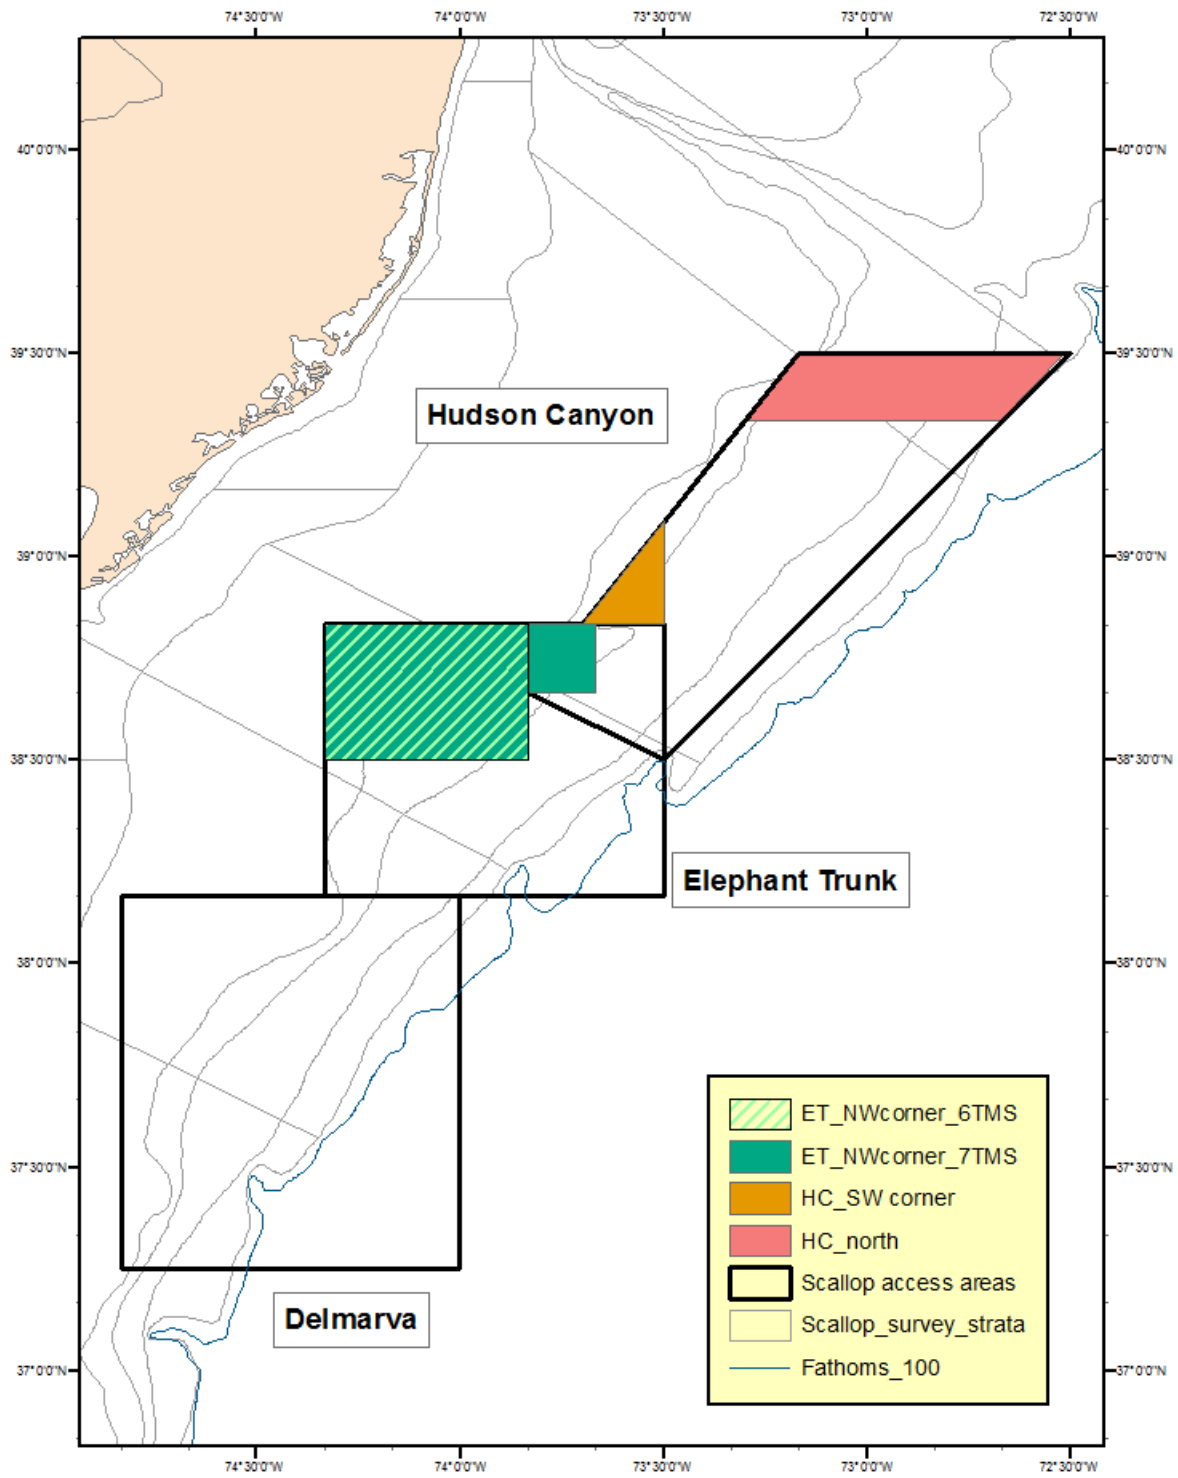 74°30'0"W 74°0'0"W 73°30'0"W 73°0'0"W 72°30'0"W
40°0'0"N 40°0'0"N
39°30'0"N 39°30'0"N
Hudson Canyon
39°0'0"N 39°0'0"N
38°30'0"N 38°30'0"N
Elephant Trunk
38°0'0"N 38°0'0"N
ET_NWcorner_6TMS
ET_NWcorner_7TMS
37°30'0"N 37°30'0"N
HC_SW corner
HC_north
Scallop access areas
Delmarva
Scallop_survey_strata
Fathoms_100
37°0'0"N 37°0'0"N
74°30'0"W 74°0'0"W 73°30'0"W 73°0'0"W 72°30'0"W